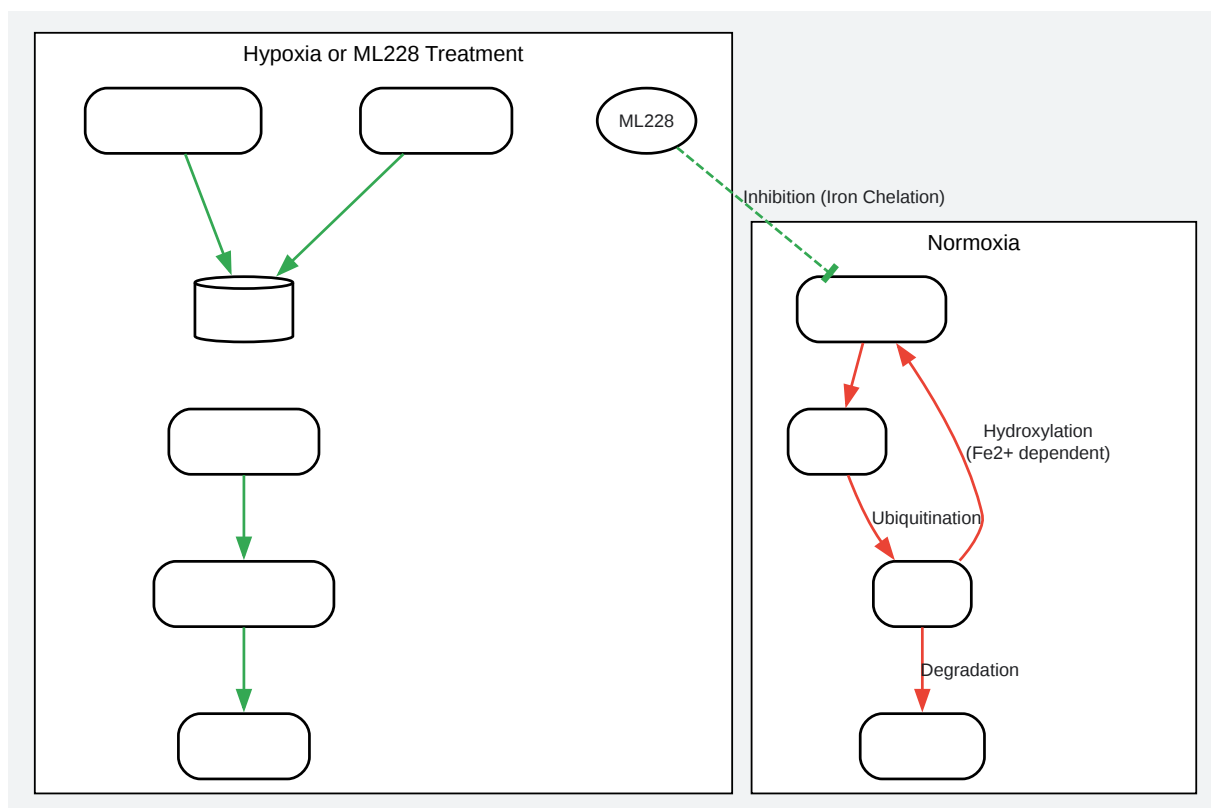 Hypoxia or ML228 Treatment
ML228
Inhibition (Iron Chelation)
Normoxia
Hydroxylation
(Fe2+ dependent)
Ubiquitination
Degradation